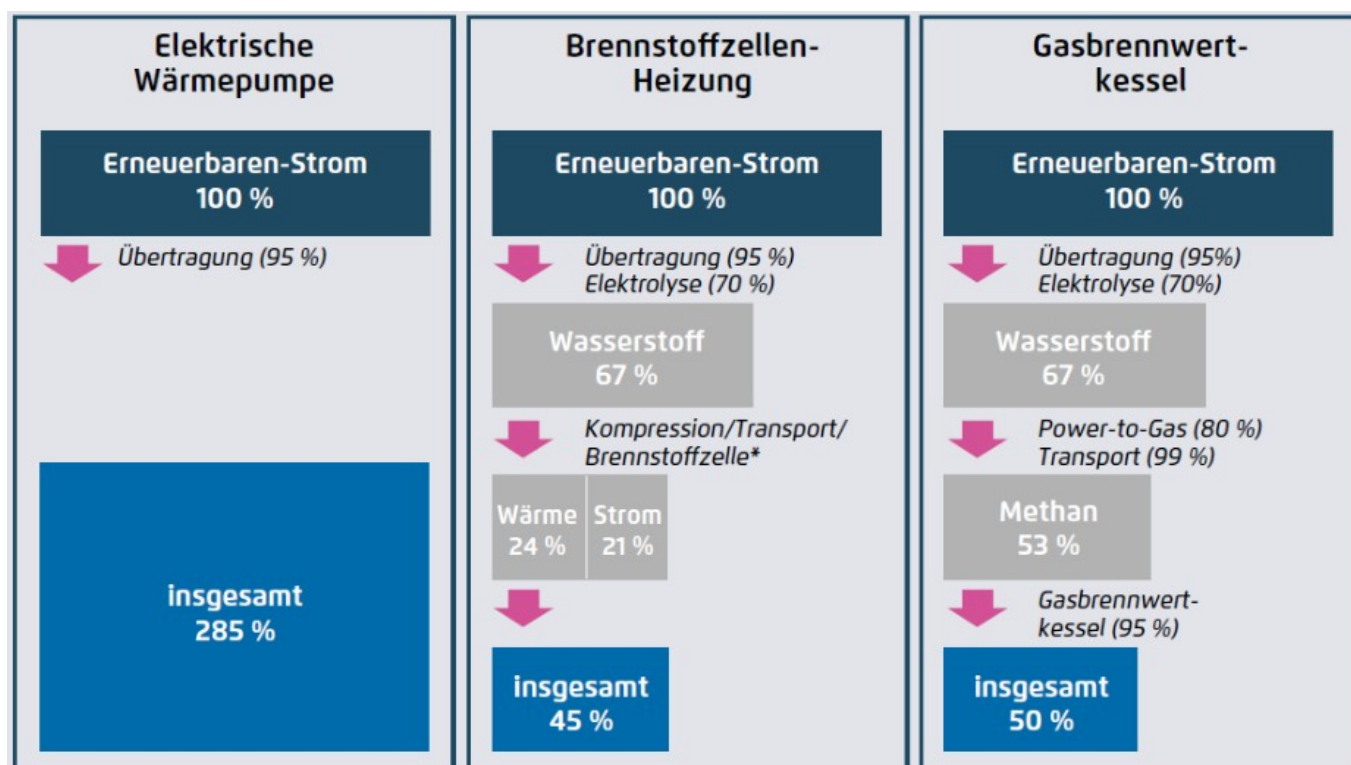 Elektrische
Wärmepumpe
Erneuerbaren-Strom
100 %
Übertragung (95 %)
insgesamt
285 %
Brennstoffzellen-
Heizung
Erneuerbaren-Strom
100 %
Übertragung (95 %)
Elektrolyse (70 %)
Wasserstoff
67 %
Kompression/Transport/
Brennstoffzelle*
Wärme Strom
24 % 21 %
insgesamt
45 %
Gasbrennwert-
kessel
Erneuerbaren-Strom
100 %
Übertragung (95%)
Elektrolyse (70%)
Wasserstoff
67 %
Power-to-Gas (80 %)
Transport (99 %)
Methan
53 %
Gasbrennwert-
kessel (95 %)
insgesamt
50 %